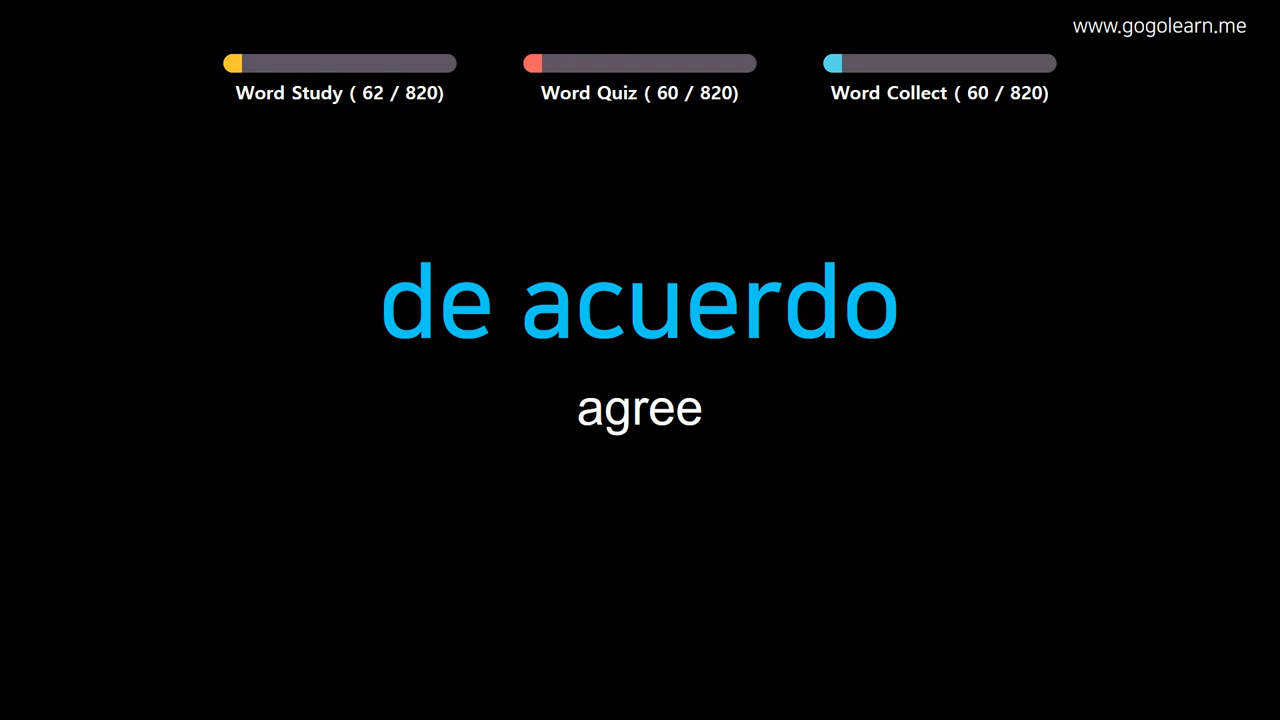 www.gogolearn.me
Word Study ( 62 / 820)
Word Quiz ( 60 / 820)
Word Collect ( 60 / 820)
de acuerdo
agree